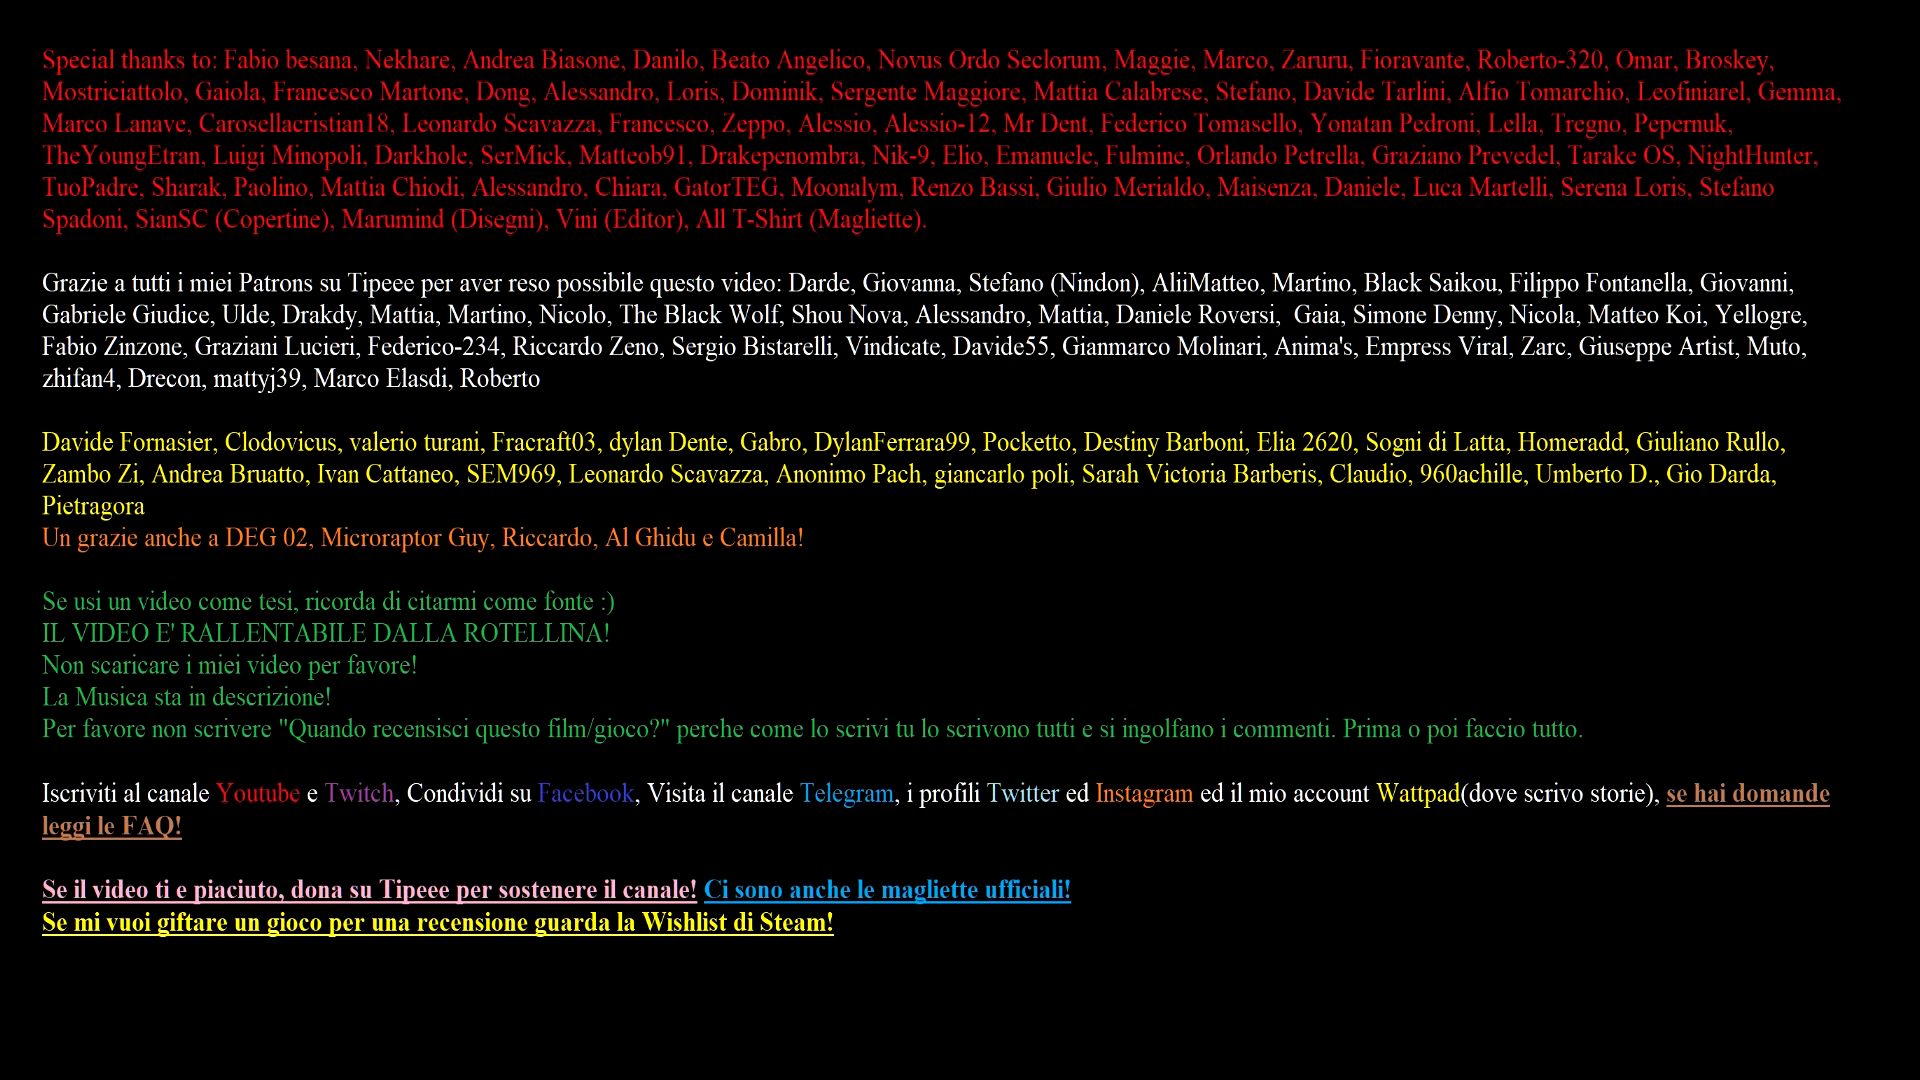 Special thanks to: Fabio besana, Nekhare, Andrea Biasone, Danilo, Beato Angelico, Novus Ordo Seclorum, Maggie, Marco, Zaruru, Fioravante, Roberto-320, Omar, Broskey,
Mostriciattolo, Gaiola, Francesco Martone, Dong, Alessandro, Loris, Dominik, Sergente Maggiore, Mattia Calabrese, Stefano, Davide Tarlini, Alfio Tomarchio, Leofiniarel, Gemma,
Marco Lanave, Carosellacristian18, Leonardo Scavazza, Francesco, Zeppo, Alessio, Alessio-12, Mr Dent, Federico Tomasello, Yonatan Pedroni, Lella, Tregno, Pepernuk,
TheYoungEtran, Luigi Minopoli, Darkhole, SerMick, Matteob91, Drakepenombra, Nik-9, Elio, Emanuele, Fulmine, Orlando Petrella, Graziano Prevedel, Tarake OS, NightHunter,
TuoPadre, Sharak, Paolino, Mattia Chiodi, Alessandro, Chiara, GatorTEG, Moonalym, Renzo Bassi, Giulio Merialdo, Maisenza, Daniele, Luca Martelli, Serena Loris, Stefano
Spadoni, SianSC (Copertine), Marumind (Disegni), Vini (Editor), All T-Shirt (Magliette).
Grazie a tutti i miei Patrons su Tipeee per aver reso possibile questo video: Darde, Giovanna, Stefano (Nindon), AliiMatteo, Martino, Black Saikou, Filippo Fontanella, Giovanni,
Gabriele Giudice, Ulde, Drakdy, Mattia, Martino, Nicolo, The Black Wolf, Shou Nova, Alessandro, Mattia, Daniele Roversi,  Gaia, Simone Denny, Nicola, Matteo Koi, Yellogre,
Fabio Zinzone, Graziani Lucieri, Federico-234, Riccardo Zeno, Sergio Bistarelli, Vindicate, Davide55, Gianmarco Molinari, Anima's, Empress Viral, Zarc, Giuseppe Artist, Muto,
zhifan4, Drecon, mattyj39, Marco Elasdi, Roberto
Davide Fornasier, Clodovicus, valerio turani, Fracraft03, dylan Dente, Gabro, DylanFerrara99, Pocketto, Destiny Barboni, Elia 2620, Sogni di Latta, Homeradd, Giuliano Rullo,
Zambo Zi, Andrea Bruatto, Ivan Cattaneo, SEM969, Leonardo Scavazza, Anonimo Pach, giancarlo poli, Sarah Victoria Barberis, Claudio, 960achille, Umberto D., Gio Darda,
Pietragora
Un grazie anche a DEG 02, Microraptor Guy, Riccardo, Al Ghidu e Camilla!
Se usi un video come tesi, ricorda di citarmi come fonte :)
IL VIDEO E' RALLENTABILE DALLA ROTELLINA!
Non scaricare i miei video per favore!
La Musica sta in descrizione!
Per favore non scrivere "Quando recensisci questo film/gioco?" perche come lo scrivi tu lo scrivono tutti e si ingolfano i commenti. Prima o poi faccio tutto.
Iscriviti al canale Youtube e Twitch, Condividi su Facebook, Visita il canale Telegram, i profili Twitter ed Instagram ed il mio account Wattpad(dove scrivo storie), se hai domande
leggi le FAQ!
Se il video ti e piaciuto, dona su Tipeee per sostenere il canale! Ci sono anche le magliette ufficiali!
Se mi vuoi giftare un gioco per una recensione guarda la Wishlist di Steam!